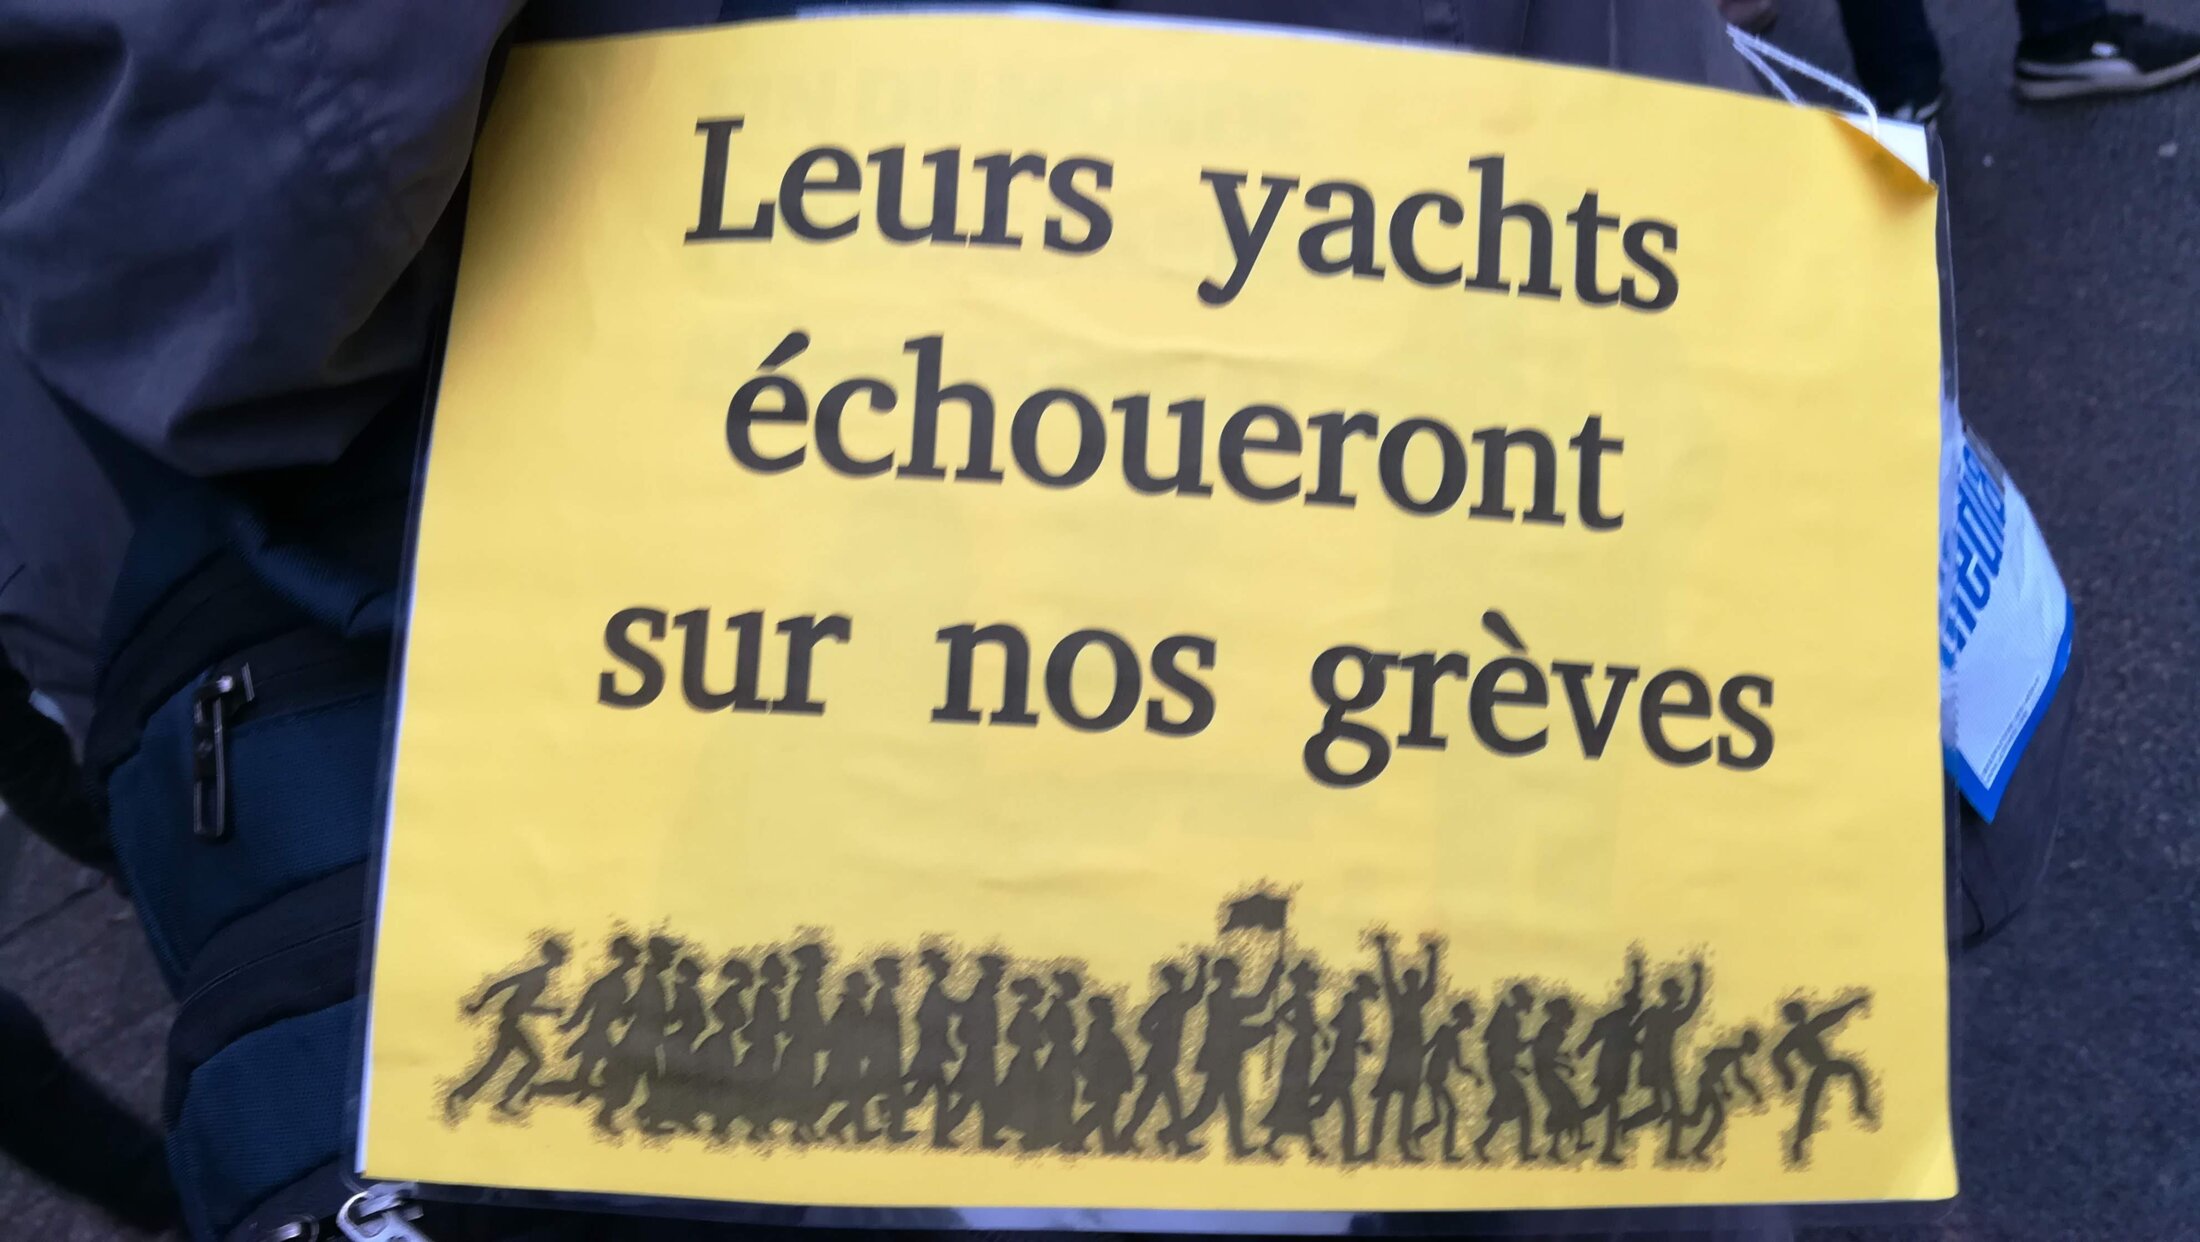 Leurs yachts
échoueront
sur nos grèves